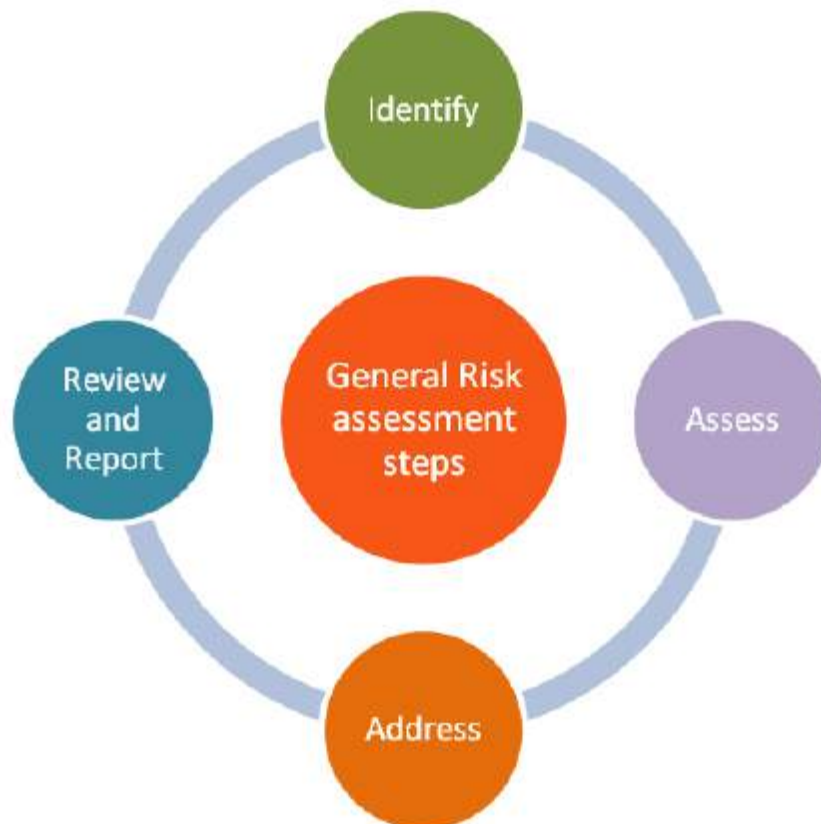 Identify
Review
and
Report
General Risk
assessment
steps
Assess
Address